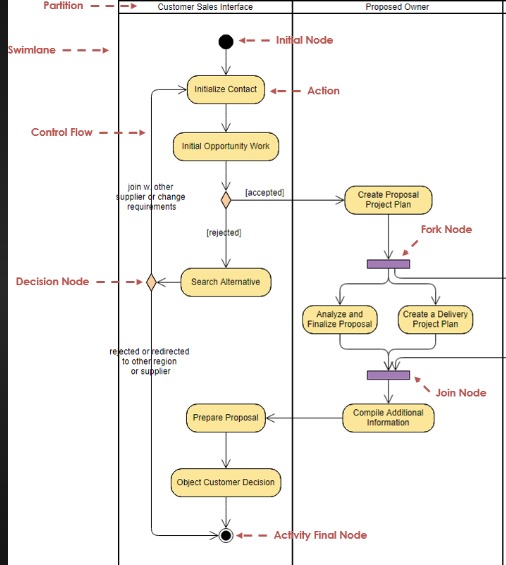 Partition
Customer Sales Interface
Proposed Owner
Initial Node
Swimlane
Initialize Contact
Action
Control Flow
Initial Opportunity Work
join w. other
supplier or change
requirements
[accepted]
Create Proposal
Project Plan
[rejected]
Fork Node
Decision Node
Search Alternative
Analyze and
Finalize Proposal
Create a Delivery
Project Plan
rejected or redirected
to other region
or supplier
Join Node
Prepare Proposal
Compile Additional
Information
Object Customer Decision
Activity Final Node